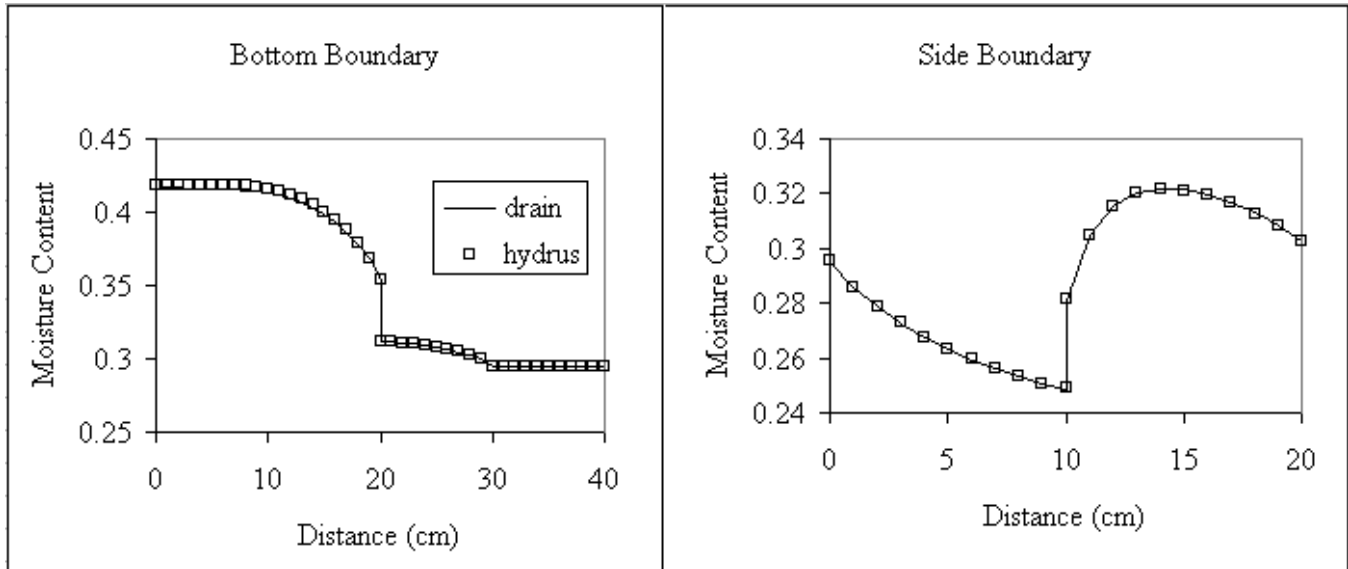 Bottom Boundary
0.45
0.4
0.35
0.3
0.25
Moisture Content
drain
hydrus
0 10 20 30 40
Distance (cm)
Side Boundary
0.34
0.32
0.3
0.28
0.26
0.24
Moisture Content
0 5 10 15 20
Distance (cm)